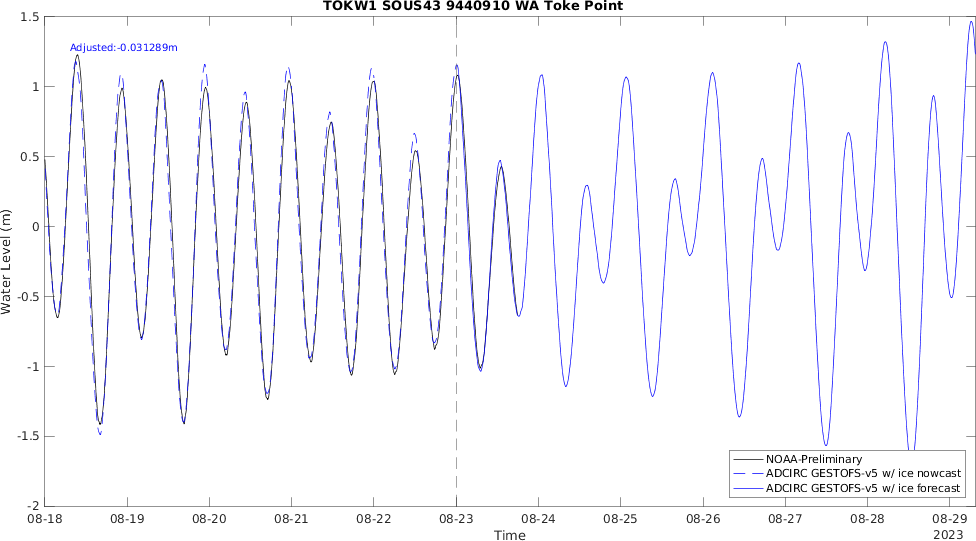 TOKW1 SOUS43 9440910 WA Toke Point
Adjusted:-0.031289m
1.5
1
0.5
0
-0.5
-1
-1.5
-2
Water Level (m)
NOAA-Preliminary
ADCIRC GESTOFS-v5 w/ ice nowcast
ADCIRC GESTOFS-v5 w/ ice forecast
08-18 08-19 08-20 08-21 08-22 08-23 08-24 08-25 08-26 08-27 08-28 08-29
2023
Time